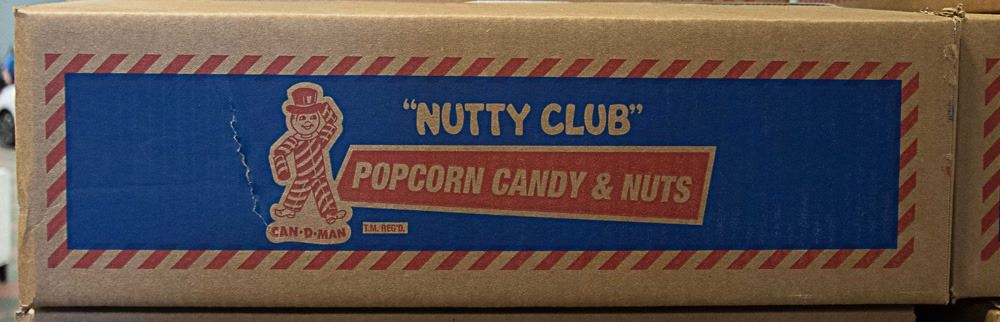 "NUTTY CLUB"
POPCORN CANDY & NUTS
CAN-D-MAN
T.M. REG'D.